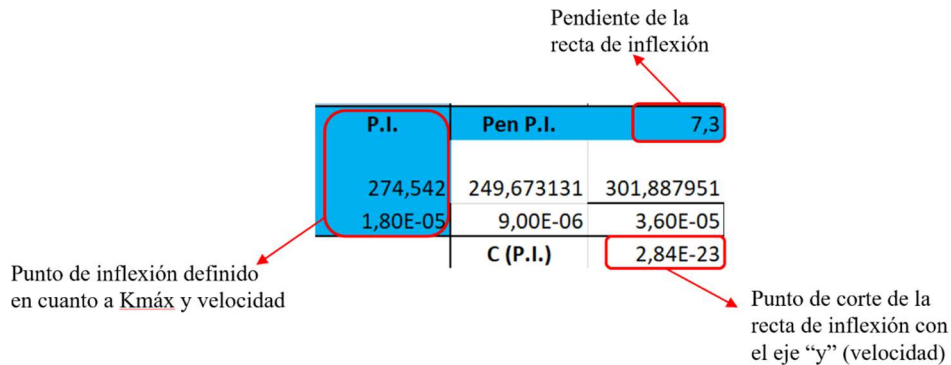 Pendiente de la
recta de inflexión
P.I. Pen P.I. 7,3
274,542 249,673131 301,887951
1,80E-05 9,00E-06 3,60E-05
C (P.I.) 2,84E-23
Punto de inflexión definido
en cuanto a Kmáx y velocidad
Punto de corte de la
recta de inflexión con
el eje “y” (velocidad)